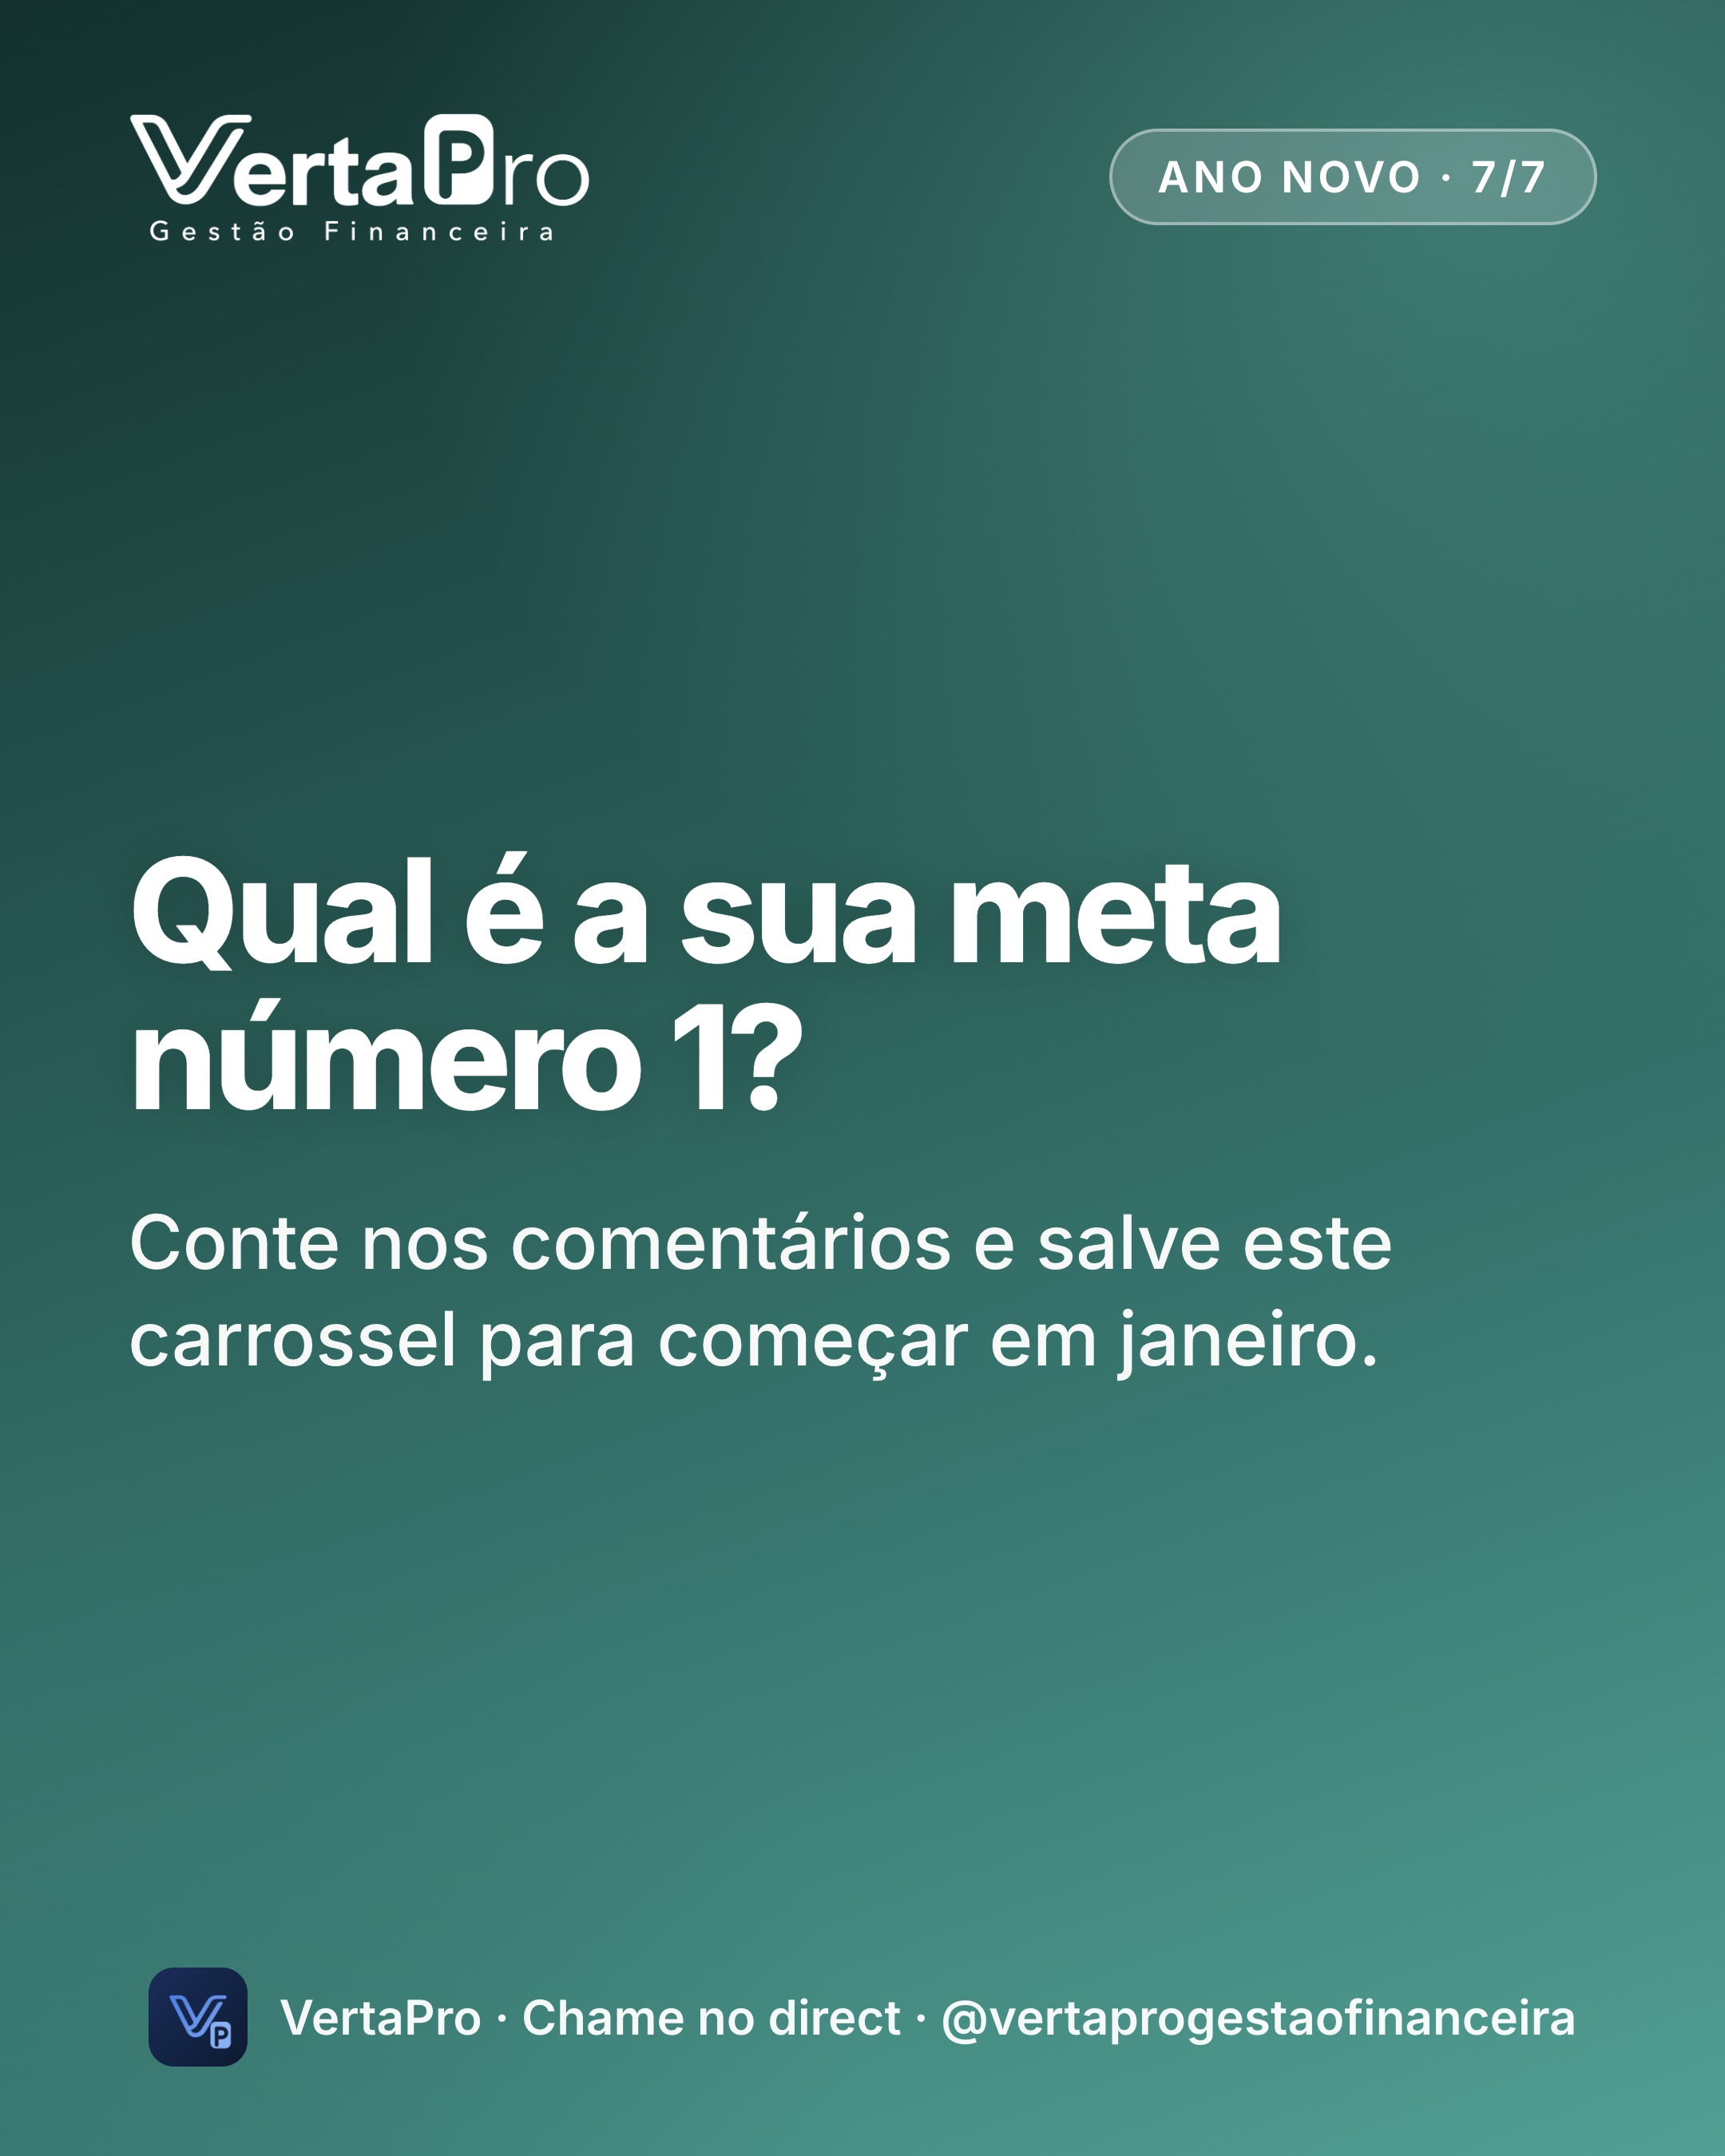 VertaPro
Gestão Financeira
ANO NOVO · 7/7
Qual é a sua meta
número 1?
Conte nos comentários e salve este
carrossel para começar em janeiro.
VP
VertaPro · Chame no direct · @vertaprogestaofinanceira